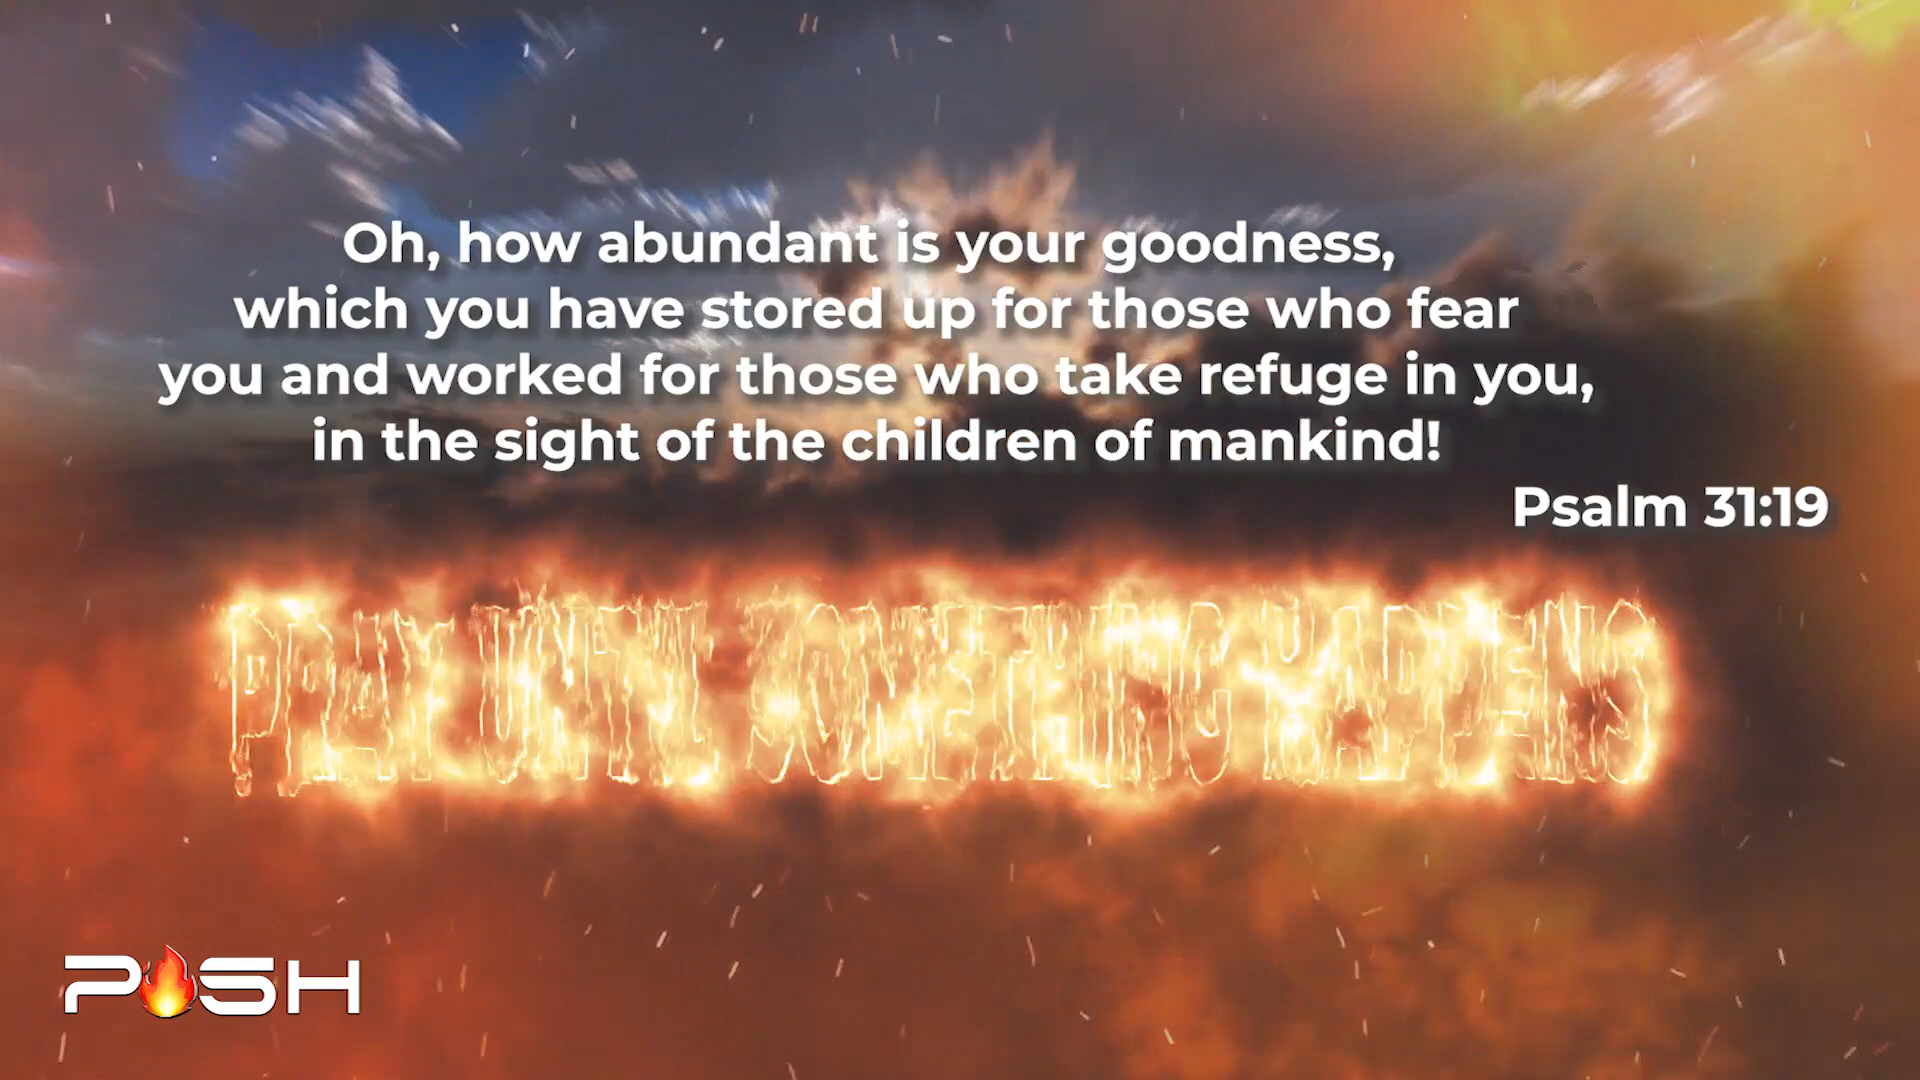 Oh, how abundant is your goodness,
which you have stored up for those who fear
you and worked for those who take refuge in you,
in the sight of the children of mankind!
Psalm 31:19
PRAY UNTIL SOMETHING HAPPENS
PUSH